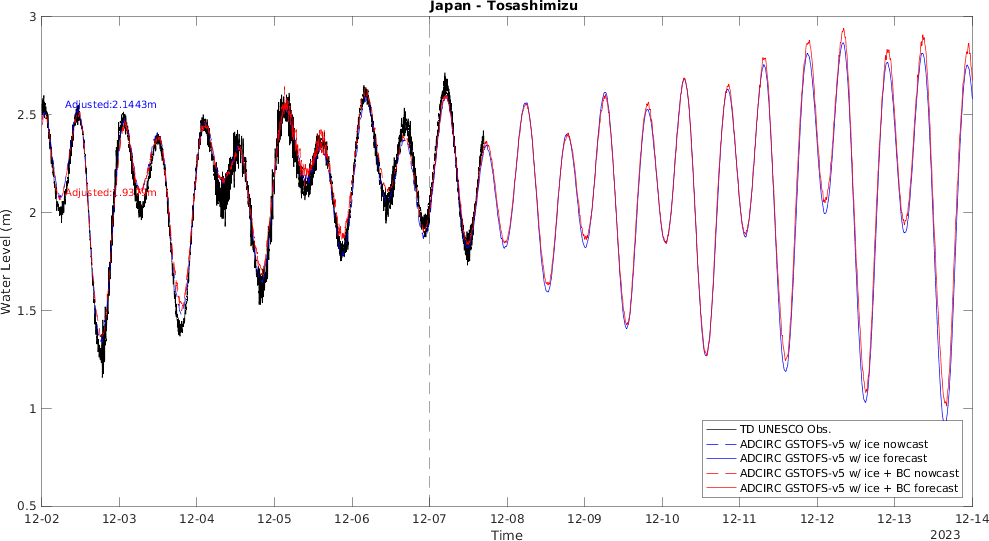 Japan - Tosashimizu
3
2.5
2
1.5
1
0.5
Water Level (m)
Adjusted:2.1443m
12-02
12-03
12-04
12-05
12-06
12-07
12-08
12-09
12-10
12-11
12-12
12-13
12-14
Time
2023
TD UNESCO Obs.
ADCIRC GSTOFS-v5 w/ ice nowcast
ADCIRC GSTOFS-v5 w/ ice forecast
ADCIRC GSTOFS-v5 w/ ice + BC nowcast
ADCIRC GSTOFS-v5 w/ ice + BC forecast